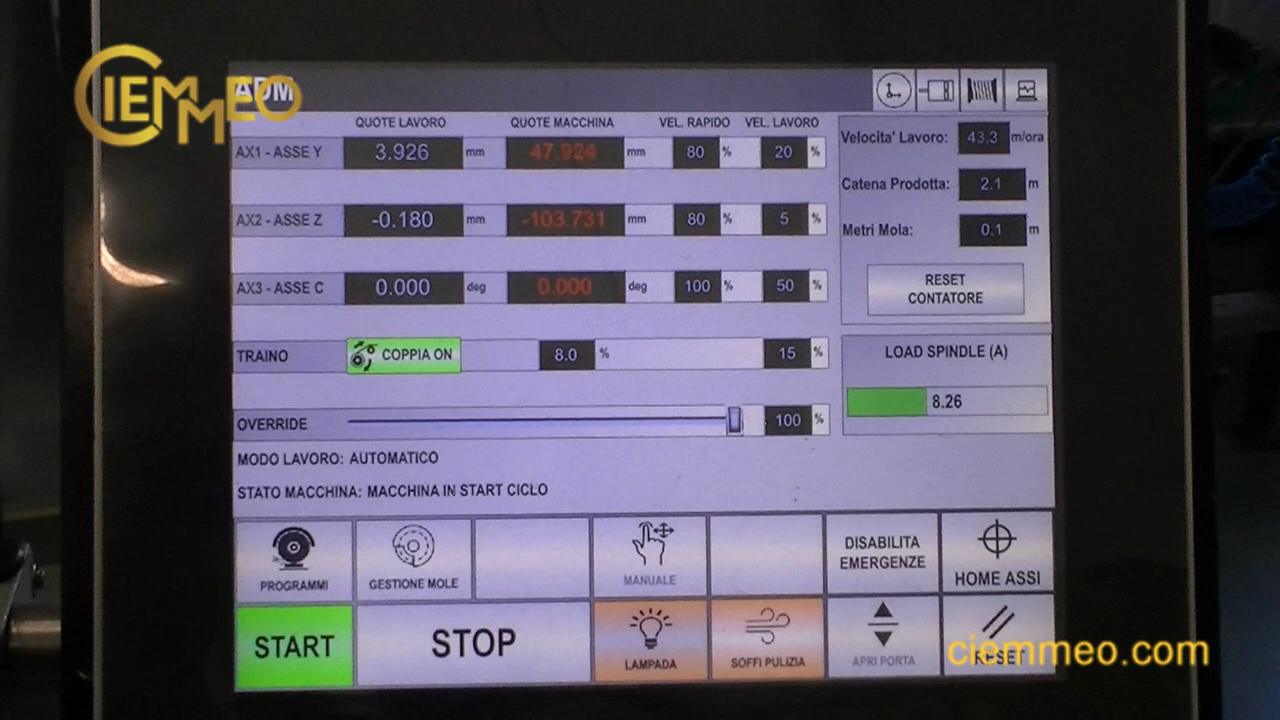 CIEMMEO
ADM
QUOTE LAVORO QUOTE MACCHINA VEL. RAPIDO VEL. LAVORO
AX1 - ASSE Y 3.926 mm 47.924 mm 80 % 20 %
AX2 - ASSE Z -0.180 mm -103.731 mm 80 % 5 %
AX3 - ASSE C 0.000 deg 0.000 deg 100 % 50 %
TRAINO COPPIA ON 8.0 % 15 %
OVERRIDE 100 %
MODO LAVORO: AUTOMATICO
STATO MACCHINA: MACCHINA IN START CICLO
Velocita' Lavoro: 43.3 m/ora
Catena Prodotta: 2.1 m
Metri Mola: 0.1 m
RESET
CONTATORE
LOAD SPINDLE (A)
8.26
PROGRAMMI
GESTIONE MOLE
MANUALE
DISABILITA
EMERGENZE
HOME ASSI
START
STOP
LAMPADA
SOFFI PULIZIA
APRI PORTA
RESET
ciemmeo.com